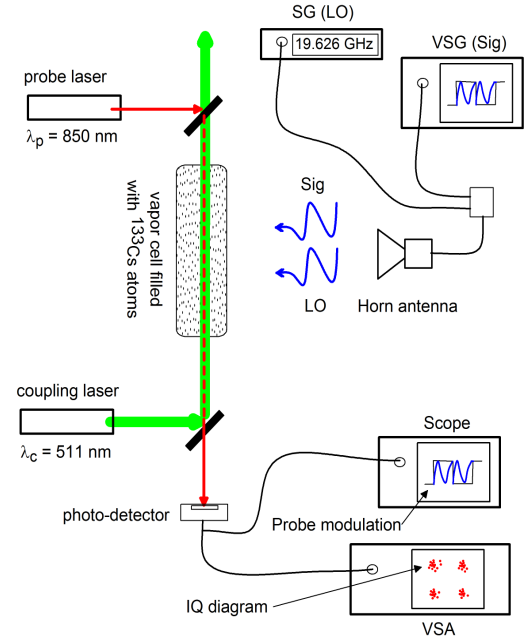 SG (LO)
19.626 GHz
VSG (Sig)
probe laser
λp = 850 nm
vapor cell filled
with 133Cs atoms
Sig
LO
Horn antenna
coupling laser
λc = 511 nm
Scope
photo-detector
Probe modulation
IQ diagram
VSA